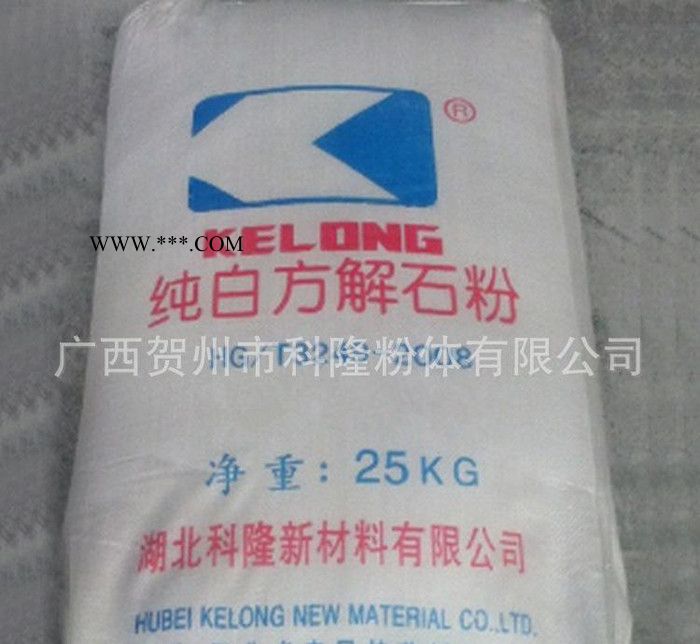 ®
WWW.***.COM
KELONG
纯白方解石粉
广西贺州市科隆粉体有限公司
净重:25KG
湖北科隆新材料有限公司
HUBEI KELONG NEW MATERIAL CO.,LTD.